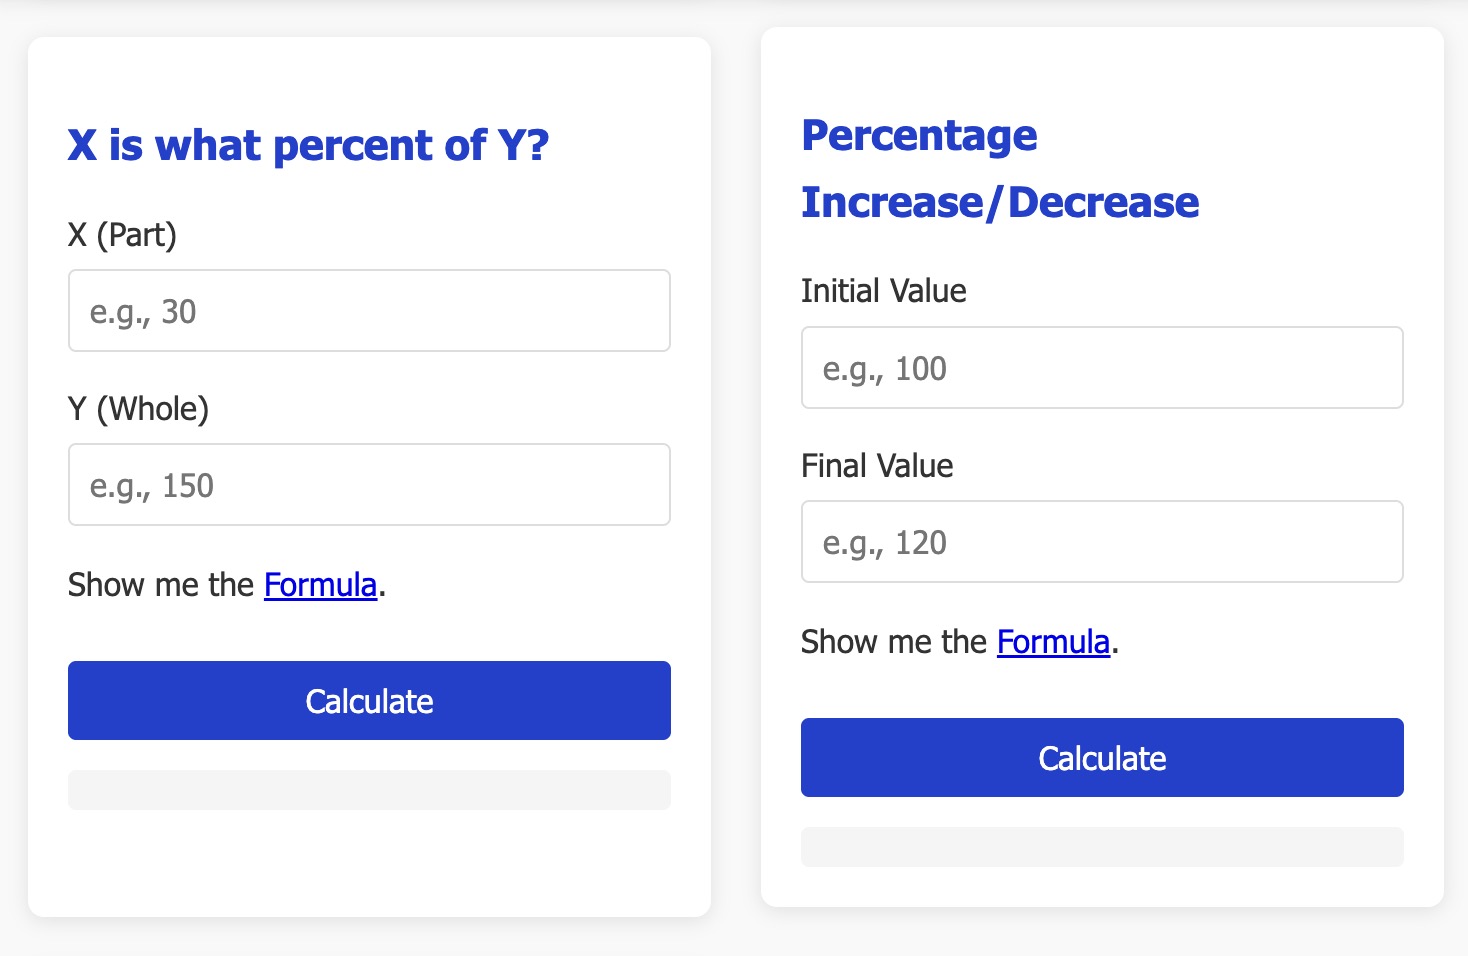 X is what percent of Y?
X (Part)
e.g., 30
Y (Whole)
e.g., 150
Show me the Formula.
Calculate
Percentage
Increase/Decrease
Initial Value
e.g., 100
Final Value
e.g., 120
Show me the Formula.
Calculate